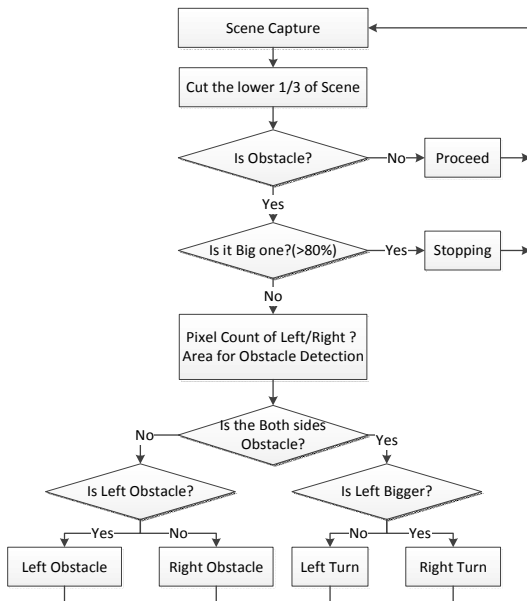 Scene Capture
Cut the lower 1/3 of Scene
Is Obstacle?
No
Proceed
Yes
Is it Big one?(>80%)
Yes
Stopping
No
Pixel Count of Left/Right ?
Area for Obstacle Detection
Is the Both sides
Obstacle?
No
Yes
Is Left Obstacle?
Is Left Bigger?
Yes
No
No
Yes
Left Obstacle
Right Obstacle
Left Turn
Right Turn